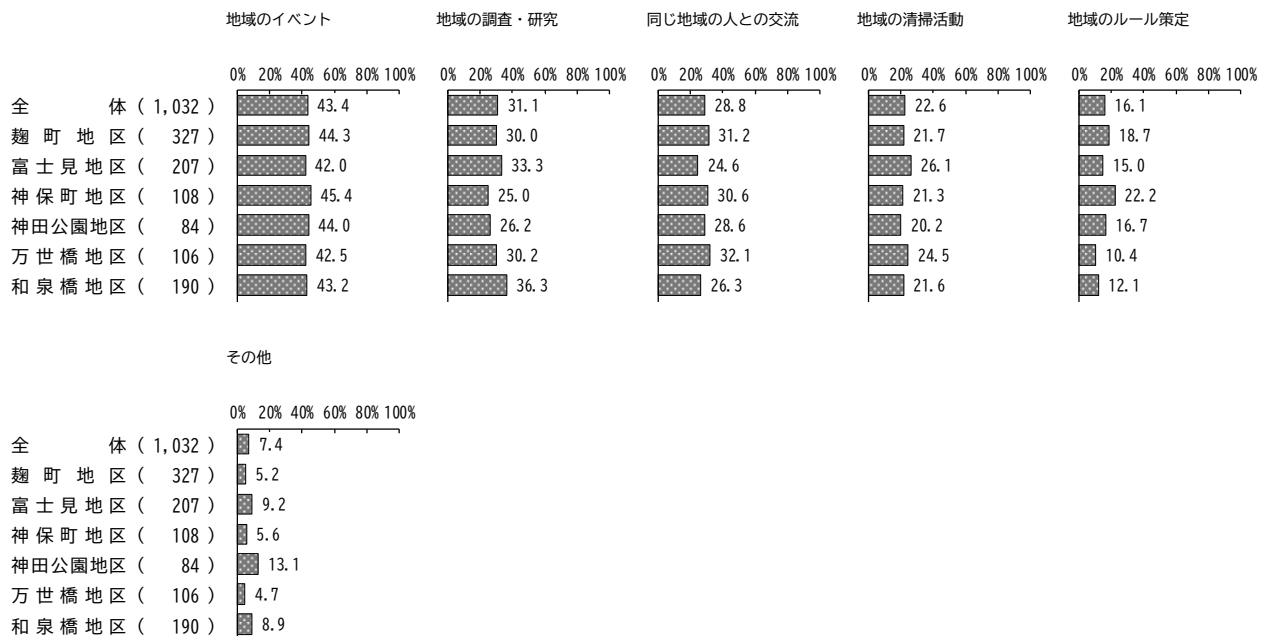 地域のイベント 地域の調査・研究 同じ地域の人との交流 地域の清掃活動 地域のルール策定
0% 20% 40% 60% 80% 100% 0% 20% 40% 60% 80% 100% 0% 20% 40% 60% 80% 100% 0% 20% 40% 60% 80% 100% 0% 20% 40% 60% 80% 100%
全体 ( 1,032 ) 43.4 31.1 28.8 22.6 16.1
麹町地区 ( 327 ) 44.3 30.0 31.2 21.7 18.7
富士見地区 ( 207 ) 42.0 33.3 24.6 26.1 15.0
神保町地区 ( 108 ) 45.4 25.0 30.6 21.3 22.2
神田公園地区 ( 84 ) 44.0 26.2 28.6 20.2 16.7
万世橋地区 ( 106 ) 42.5 30.2 32.1 24.5 10.4
和泉橋地区 ( 190 ) 43.2 36.3 26.3 21.6 12.1
その他
0% 20% 40% 60% 80% 100%
全体 ( 1,032 ) 7.4
麹町地区 ( 327 ) 5.2
富士見地区 ( 207 ) 9.2
神保町地区 ( 108 ) 5.6
神田公園地区 ( 84 ) 13.1
万世橋地区 ( 106 ) 4.7
和泉橋地区 ( 190 ) 8.9